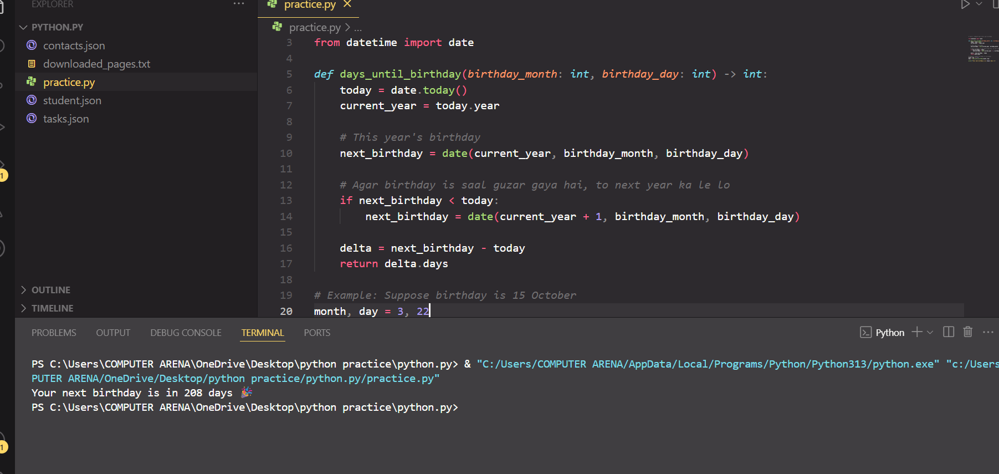 EXPLORER
PYTHON.PY
contacts.json
downloaded_pages.txt
practice.py
student.json
tasks.json
OUTLINE
TIMELINE
1
1
practice.py
practice.py > ...
3 from datetime import date
4
5 def days_until_birthday(birthday_month: int, birthday_day: int) -> int:
6     today = date.today()
7     current_year = today.year
8
9     # This year's birthday
10     next_birthday = date(current_year, birthday_month, birthday_day)
11
12     # Agar birthday is saal guzar gaya hai, to next year ka le lo
13     if next_birthday < today:
14         next_birthday = date(current_year + 1, birthday_month, birthday_day)
15
16     delta = next_birthday - today
17     return delta.days
18
19 # Example: Suppose birthday is 15 October
20 month, day = 3, 22
PROBLEMS OUTPUT DEBUG CONSOLE TERMINAL PORTS Python
PS C:\Users\COMPUTER ARENA\OneDrive\Desktop\python practice\python.py> & "C:/Users/COMPUTER ARENA/AppData/Local/Programs/Python/Python313/python.exe" "c:/Users
PUTER ARENA/OneDrive/Desktop/python practice/python.py/practice.py"
Your next birthday is in 208 days 🎉
PS C:\Users\COMPUTER ARENA\OneDrive\Desktop\python practice\python.py>